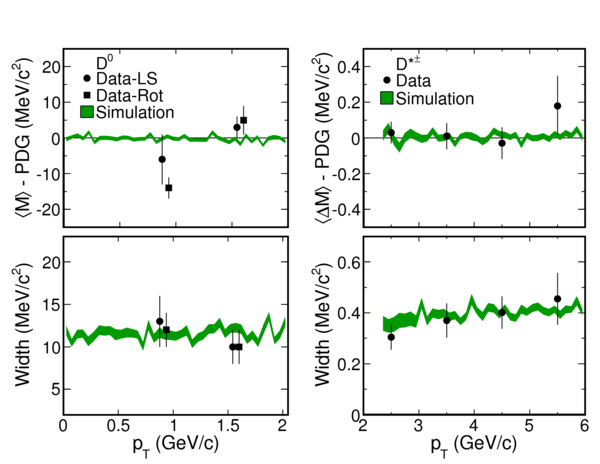 ⟨M⟩ - PDG (MeV/c²)
20
10
0
-10
-20
D⁰
Data-LS
Data-Rot
Simulation
⟨ΔM⟩ - PDG (MeV/c²)
0.4
0.2
0
-0.2
-0.4
D*±
Data
Simulation
Width (MeV/c²)
20
15
10
5
0
0.5
1
1.5
2
p_T (GeV/c)
Width (MeV/c²)
0.6
0.4
0.2
0
2
3
4
5
6
p_T (GeV/c)